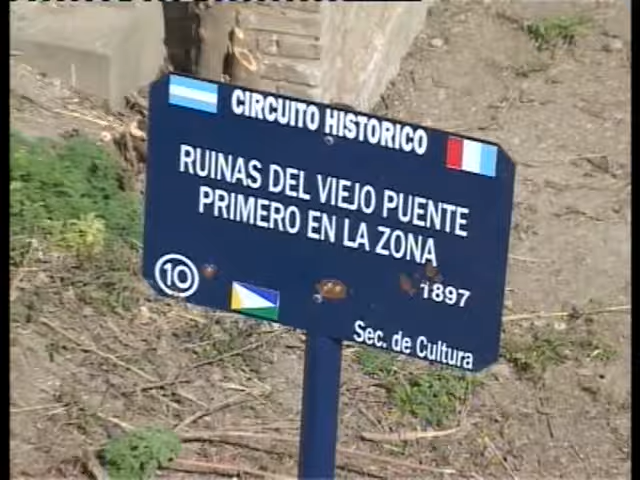 CIRCUITO HISTORICO
RUINAS DEL VIEJO PUENTE
PRIMERO EN LA ZONA
10
1897
Sec. de Cultura